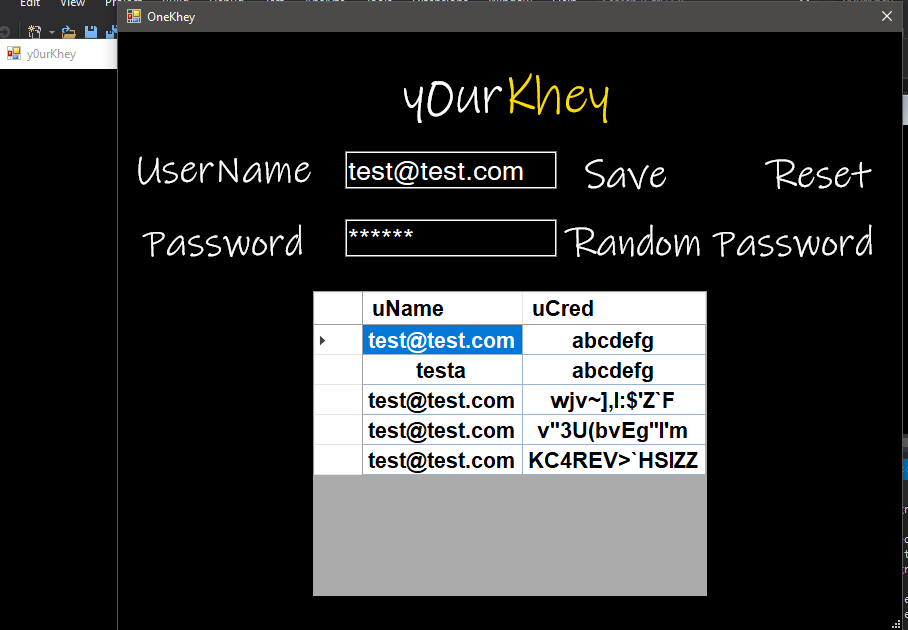 Edit View
OneKhey
y0urKhey
y0urKhey
UserName test@test.com Save Reset
Password ****** Random Password
uName uCred
test@test.com abcdefg
testa abcdefg
test@test.com wjv~],I:$'Z`F
test@test.com v"3U(bvEg"I'm
test@test.com KC4REV>`HSIZZ